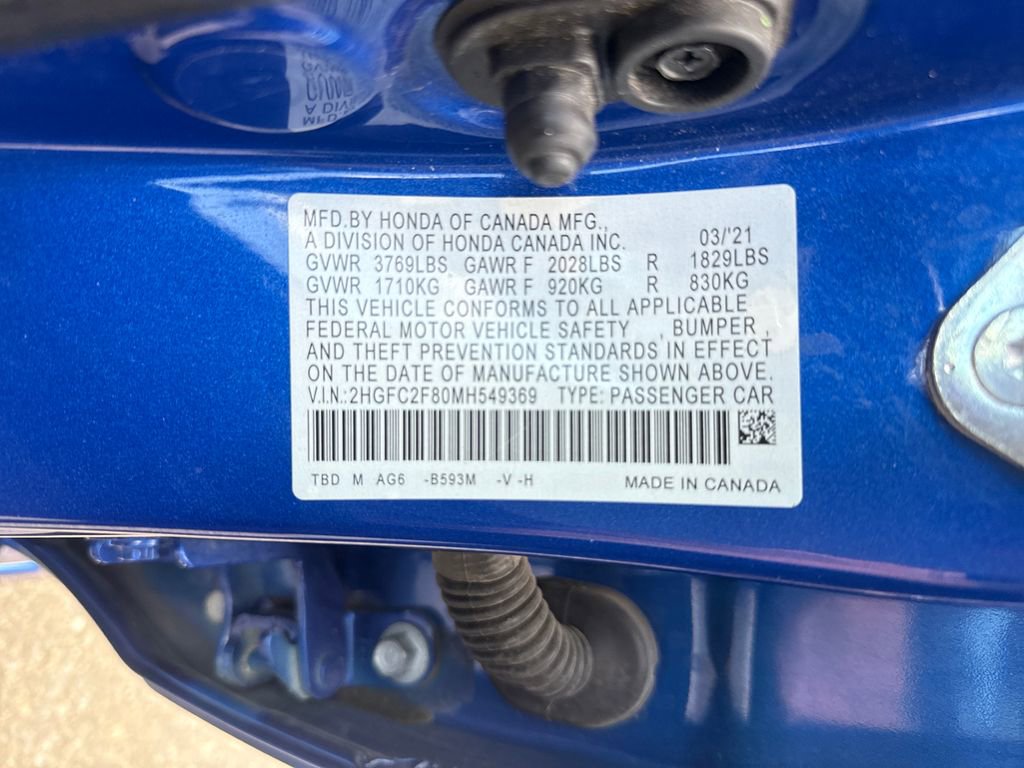 MFD.BY HONDA OF CANADA MFG.,
A DIVISION OF HONDA CANADA INC. 03/'21
GVWR 3769LBS GAWR F 2028LBS R 1829LBS
GVWR 1710KG GAWR F 920KG R 830KG
THIS VEHICLE CONFORMS TO ALL APPLICABLE
FEDERAL MOTOR VEHICLE SAFETY , BUMPER ,
AND THEFT PREVENTION STANDARDS IN EFFECT
ON THE DATE OF MANUFACTURE SHOWN ABOVE.
V.I.N.:2HGFC2F80MH549369 TYPE: PASSENGER CAR
TBD M AG6 -B593M -V -H MADE IN CANADA